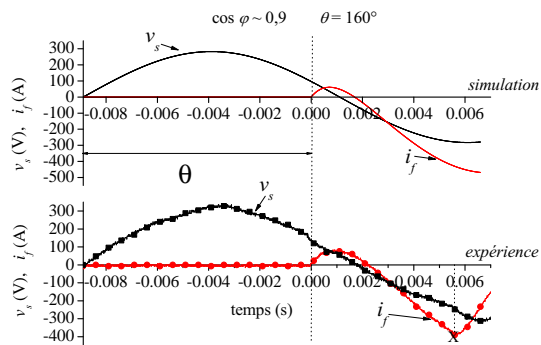 cos φ ~ 0,9 θ = 160°
v_s (V), i_f (A)
300
200
100
0
-100
-200
-300
-400
-500
v_s
simulation
-0.008 -0.006 -0.004 -0.002 0.000 0.002 0.004 0.006
i_f
θ
v_s (V), i_f (A)
300
200
100
0
-100
-200
-300
-400
v_s
expérience
-0.008 -0.006 -0.004 -0.002 0.000 0.002 0.004 0.006
temps (s)
i_f